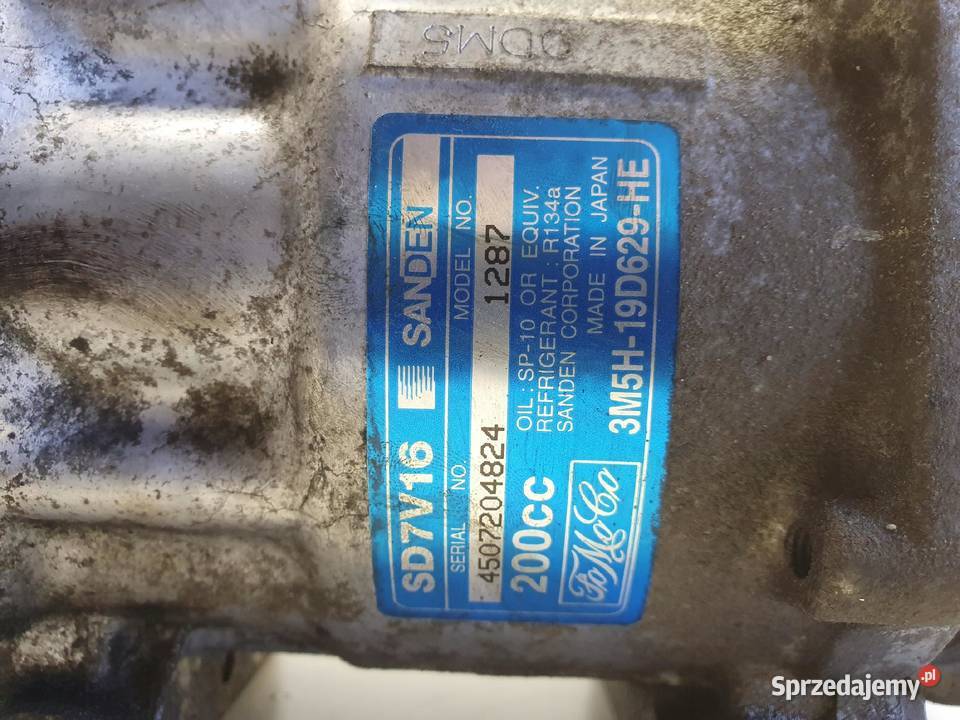 ODM5
SD7V16 SANDEN
SERIAL NO. MODEL NO.
4507204824 1287
200CC
OIL : SP-10 OR EQUIV.
REFRIGERANT : R134a
SANDEN CORPORATION
MADE IN JAPAN
FoMoCo
3M5H-19D629-HE
Sprzedajemy.pl